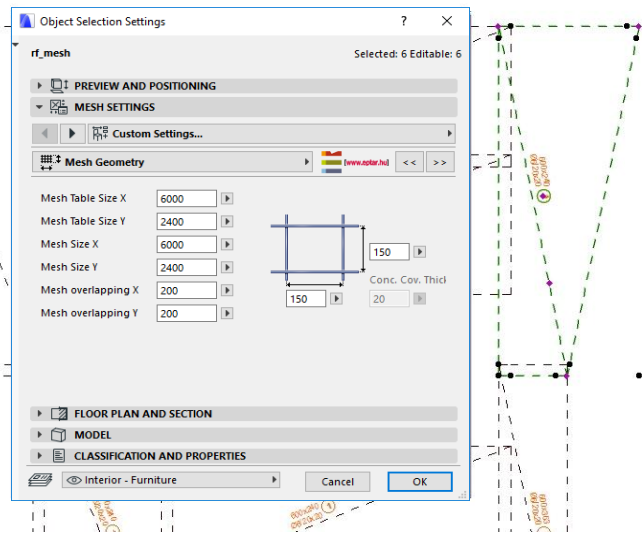 Object Selection Settings
? ×
rf_mesh
Selected: 6 Editable: 6
PREVIEW AND POSITIONING
MESH SETTINGS
Custom Settings...
Mesh Geometry
[www.eptar.hu]
<< >>
Mesh Table Size X 6000
Mesh Table Size Y 2400
Mesh Size X 6000
Mesh Size Y 2400
Mesh overlapping X 200
Mesh overlapping Y 200
150
Conc. Cov. Thicl
150
20
FLOOR PLAN AND SECTION
MODEL
CLASSIFICATION AND PROPERTIES
Interior - Furniture
Cancel
OK
600x240